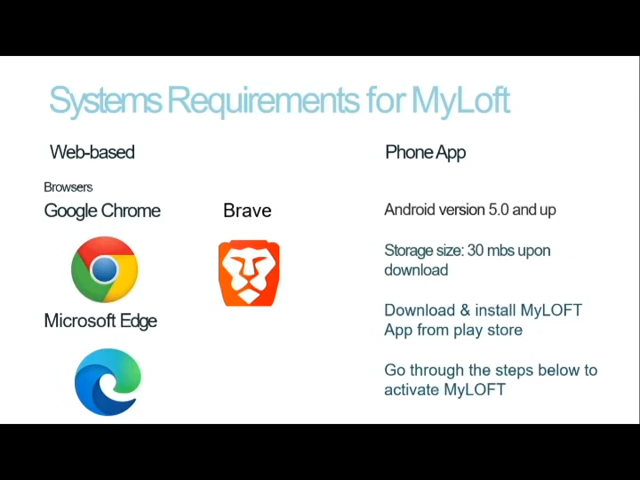 Systems Requirements for MyLoft
Web-based
Browsers
Google Chrome
Brave
Microsoft Edge
Phone App
Android version 5.0 and up
Storage size: 30 mbs upon
download
Download & install MyLOFT
App from play store
Go through the steps below to
activate MyLOFT